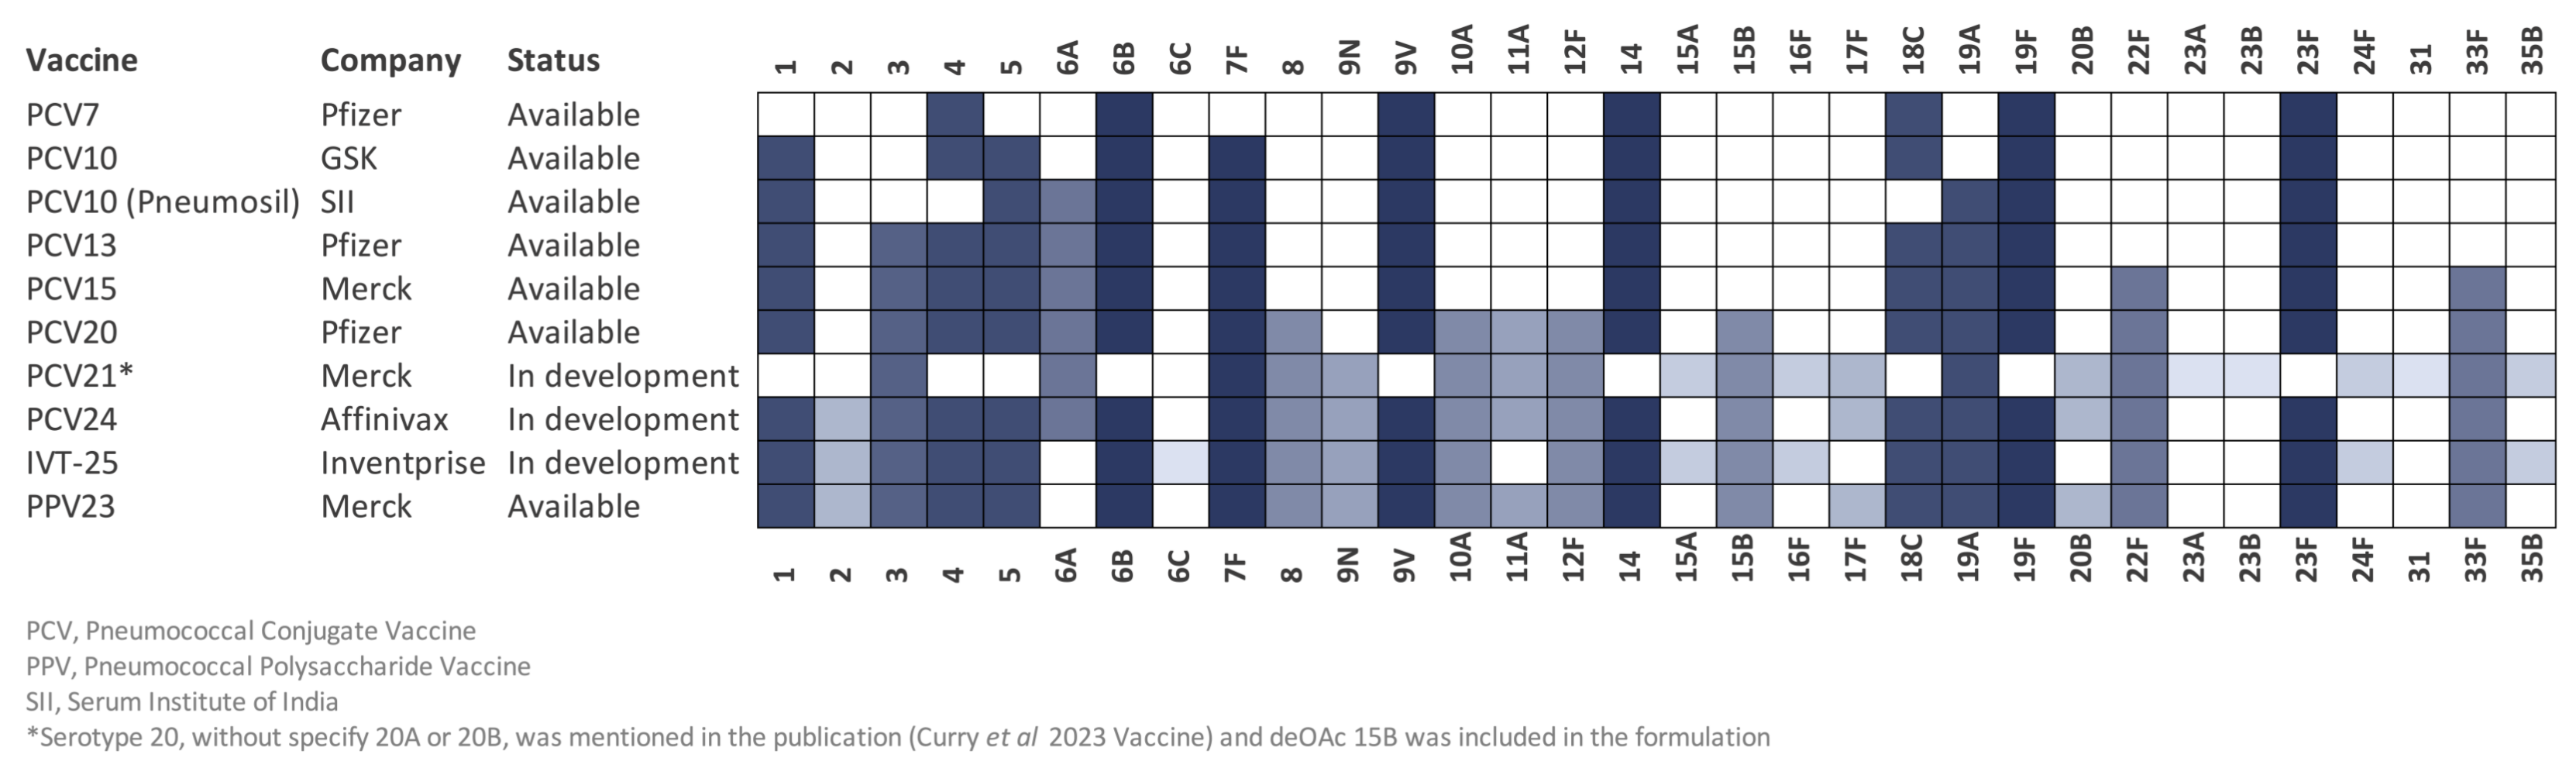 Vaccine Company Status 1 2 3 4 5 6A 6B 6C 7F 8 9N 9V 10A 11A 12F 14 15A 15B 16F 17F 18C 19A 19F 20B 22F 23A 23B 23F 24F 31 33F 35B
PCV7 Pfizer Available
PCV10 GSK Available
PCV10 (Pneumosil) SII Available
PCV13 Pfizer Available
PCV15 Merck Available
PCV20 Pfizer Available
PCV21* Merck In development
PCV24 Affinivax In development
IVT-25 Inventprise In development
PPV23 Merck Available
1 2 3 4 5 6A 6B 6C 7F 8 9N 9V 10A 11A 12F 14 15A 15B 16F 17F 18C 19A 19F 20B 22F 23A 23B 23F 24F 31 33F 35B
PCV, Pneumococcal Conjugate Vaccine
PPV, Pneumococcal Polysaccharide Vaccine
SII, Serum Institute of India
*Serotype 20, without specify 20A or 20B, was mentioned in the publication (Curry et al 2023 Vaccine) and deOAc 15B was included in the formulation